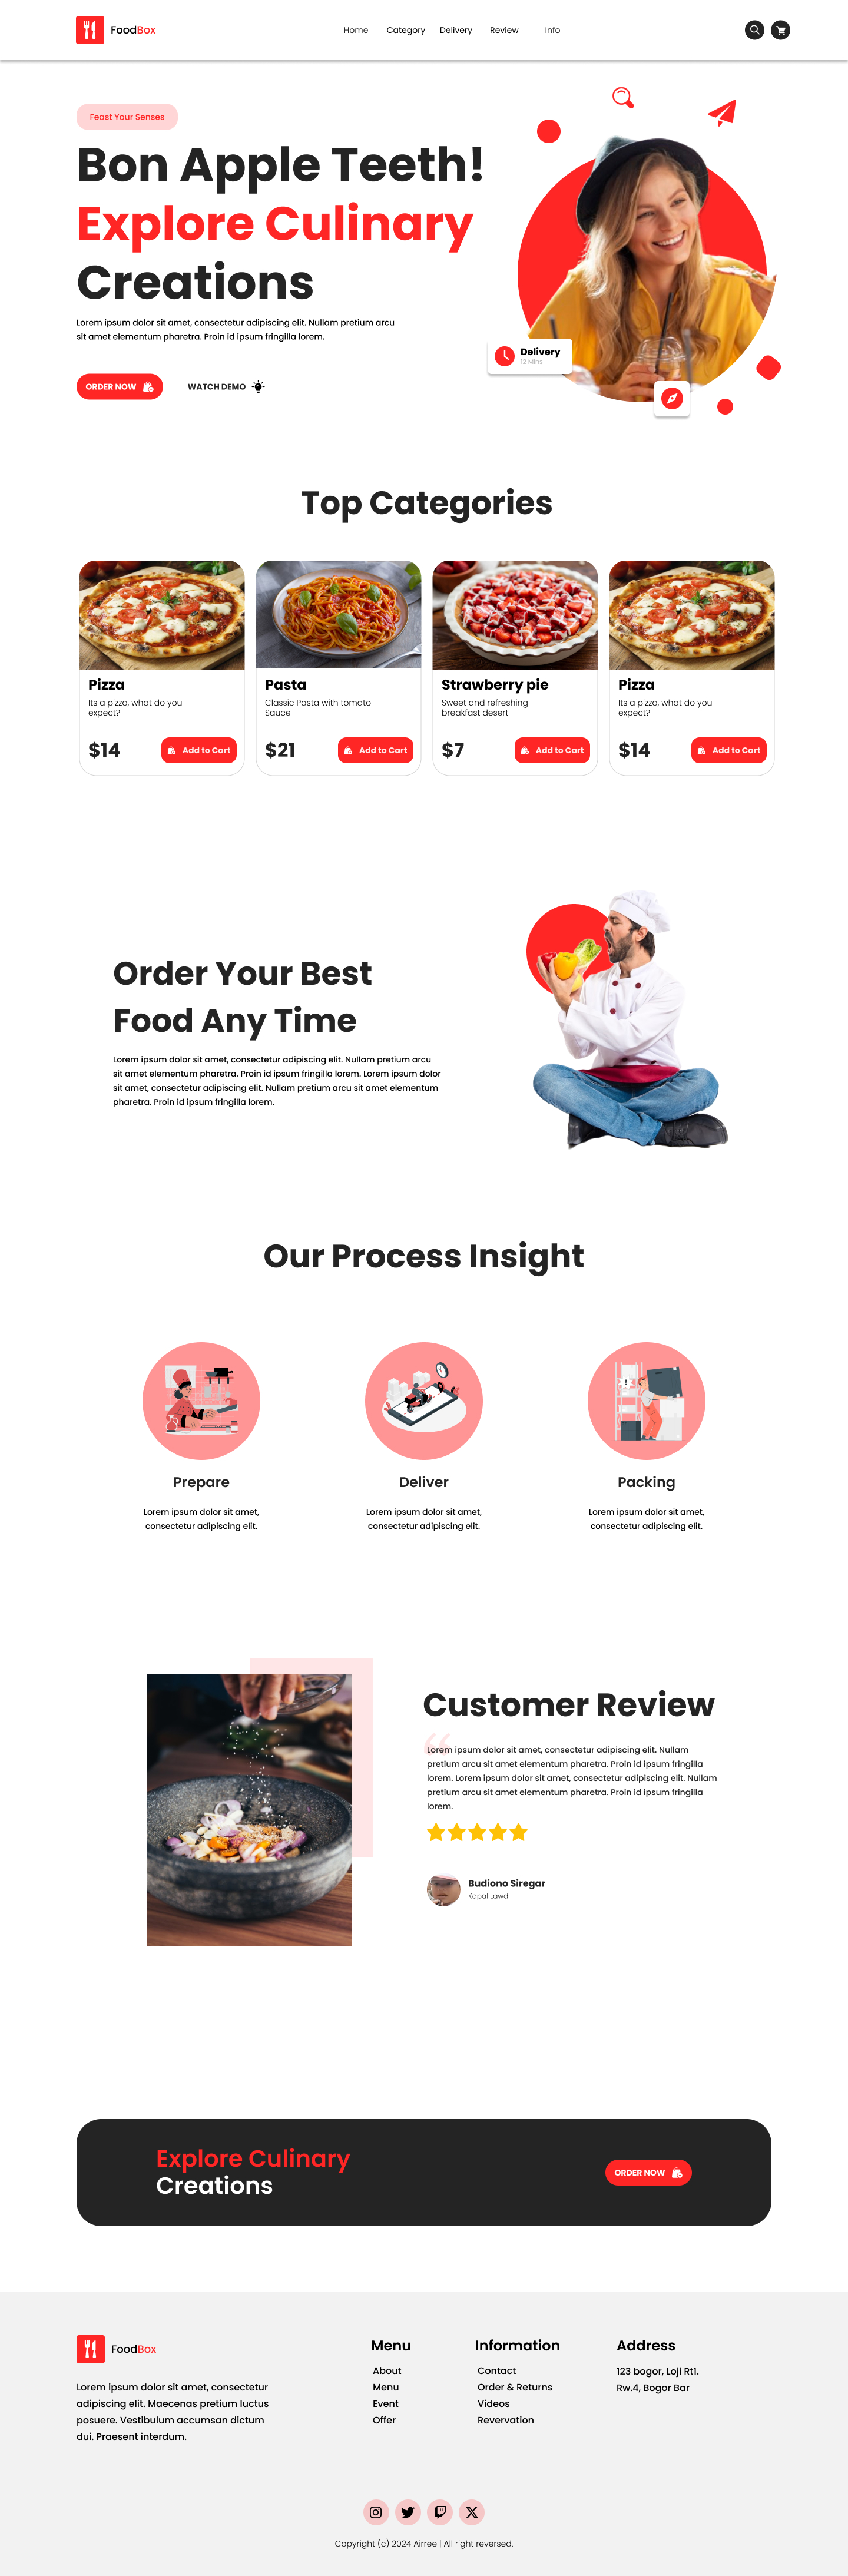 FoodBox
Home Category Delivery Review Info
Feast Your Senses
Bon Apple Teeth!
Explore Culinary
Creations
Lorem ipsum dolor sit amet, consectetur adipiscing elit. Nullam pretium arcu
sit amet elementum pharetra. Proin id ipsum fringilla lorem.
ORDER NOW
WATCH DEMO
Delivery
12 Mins
Top Categories
Pizza
Its a pizza, what do you
expect?
$14
Add to Cart
Pasta
Classic Pasta with tomato
Sauce
$21
Add to Cart
Strawberry pie
Sweet and refreshing
breakfast desert
$7
Add to Cart
Pizza
Its a pizza, what do you
expect?
$14
Add to Cart
Order Your Best
Food Any Time
Lorem ipsum dolor sit amet, consectetur adipiscing elit. Nullam pretium arcu
sit amet elementum pharetra. Proin id ipsum fringilla lorem. Lorem ipsum dolor
sit amet, consectetur adipiscing elit. Nullam pretium arcu sit amet elementum
pharetra. Proin id ipsum fringilla lorem.
Our Process Insight
Prepare
Lorem ipsum dolor sit amet,
consectetur adipiscing elit.
Deliver
Lorem ipsum dolor sit amet,
consectetur adipiscing elit.
Packing
Lorem ipsum dolor sit amet,
consectetur adipiscing elit.
Customer Review
“
Lorem ipsum dolor sit amet, consectetur adipiscing elit. Nullam
pretium arcu sit amet elementum pharetra. Proin id ipsum fringilla
lorem. Lorem ipsum dolor sit amet, consectetur adipiscing elit. Nullam
pretium arcu sit amet elementum pharetra. Proin id ipsum fringilla
lorem.
Budiono Siregar
Kapal Lawd
Explore Culinary
Creations
ORDER NOW
FoodBox
Lorem ipsum dolor sit amet, consectetur
adipiscing elit. Maecenas pretium luctus
posuere. Vestibulum accumsan dictum
dui. Praesent interdum.
Menu
About
Menu
Event
Offer
Information
Contact
Order & Returns
Videos
Revervation
Address
123 bogor, Loji Rt1.
Rw.4, Bogor Bar
Copyright (c) 2024 Airree | All right reversed.